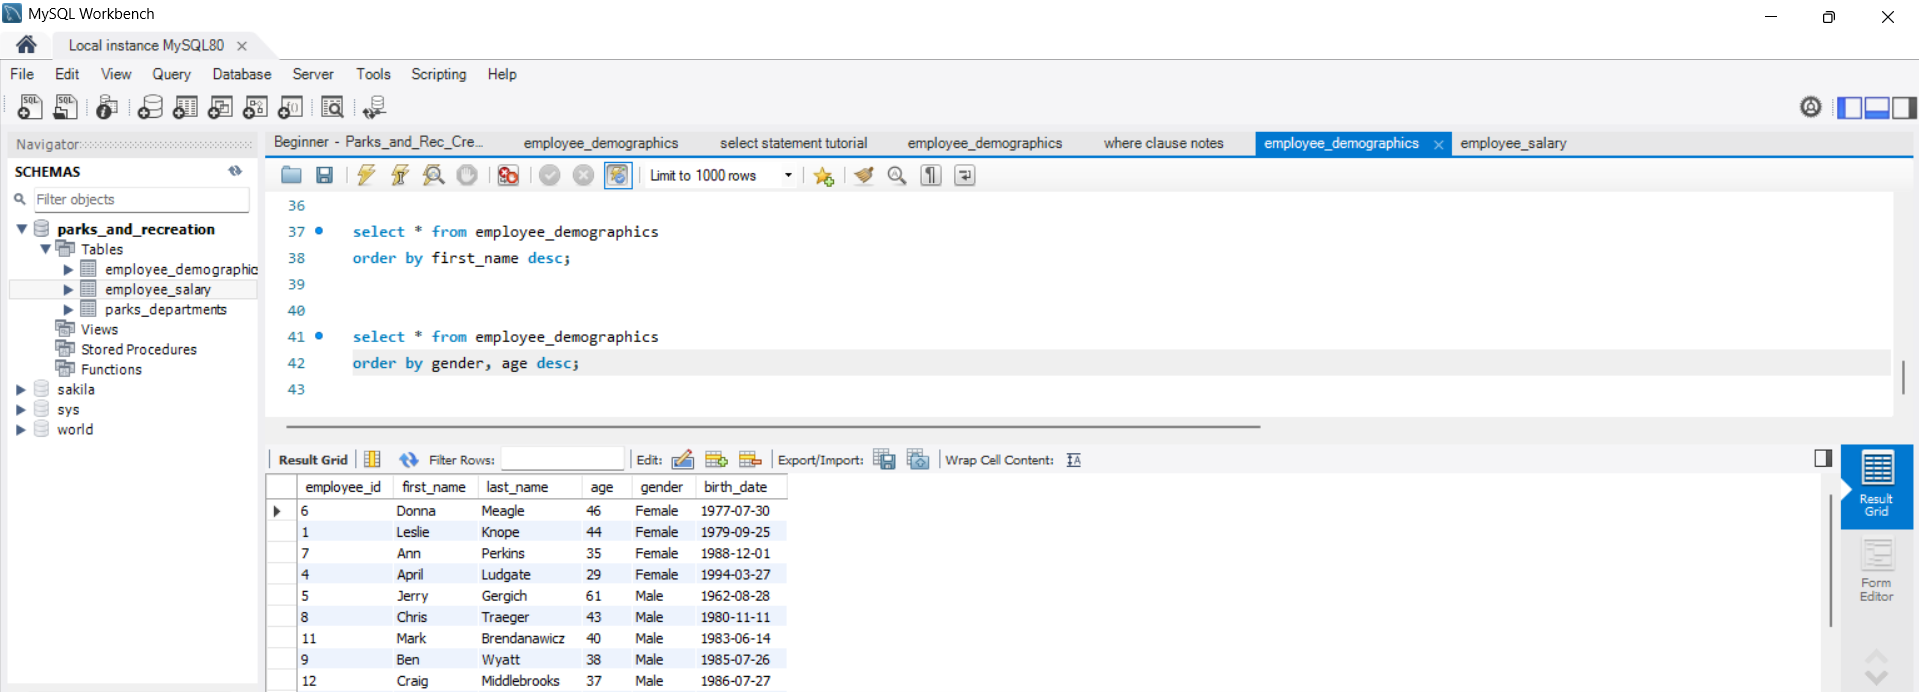 MySQL Workbench
Local instance MySQL80
File Edit View Query Database Server Tools Scripting Help
Navigator
SCHEMAS
Filter objects
parks_and_recreation
Tables
employee_demographic
employee_salary
parks_departments
Views
Stored Procedures
Functions
sakila
sys
world
Beginner - Parks_and_Rec_Cre... employee_demographics select statement tutorial employee_demographics where clause notes employee_demographics employee_salary
Limit to 1000 rows
36
37 select * from employee_demographics
38 order by first_name desc;
39
40
41 select * from employee_demographics
42 order by gender, age desc;
43
Result Grid Filter Rows: Edit: Export/Import: Wrap Cell Content:
employee_id first_name last_name age gender birth_date
6 Donna Meagle 46 Female 1977-07-30
1 Leslie Knope 44 Female 1979-09-25
7 Ann Perkins 35 Female 1988-12-01
4 April Ludgate 29 Female 1994-03-27
5 Jerry Gergich 61 Male 1962-08-28
8 Chris Traeger 43 Male 1980-11-11
11 Mark Brendanawicz 40 Male 1983-06-14
9 Ben Wyatt 38 Male 1985-07-26
12 Craig Middlebrooks 37 Male 1986-07-27
Result
Grid
Form
Editor